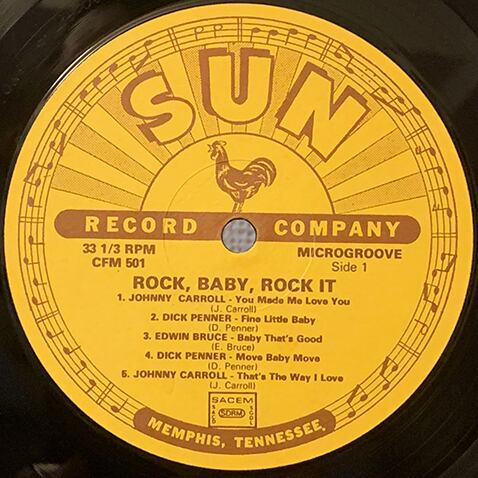 SUN
RECORD COMPANY
33 1/3 RPM MICROGROOVE
CFM 501 Side 1
ROCK, BABY, ROCK IT
1. JOHNNY CARROLL - You Made Me Love You
(J. Carroll)
2. DICK PENNER - Fine Little Baby
(D. Penner)
3. EDWIN BRUCE - Baby That's Good
(E. Bruce)
4. DICK PENNER - Move Baby Move
(D. Penner)
5. JOHNNY CARROLL - That's The Way I Love
(J. Carroll)
SACEM
SDRM
MEMPHIS, TENNESSEE